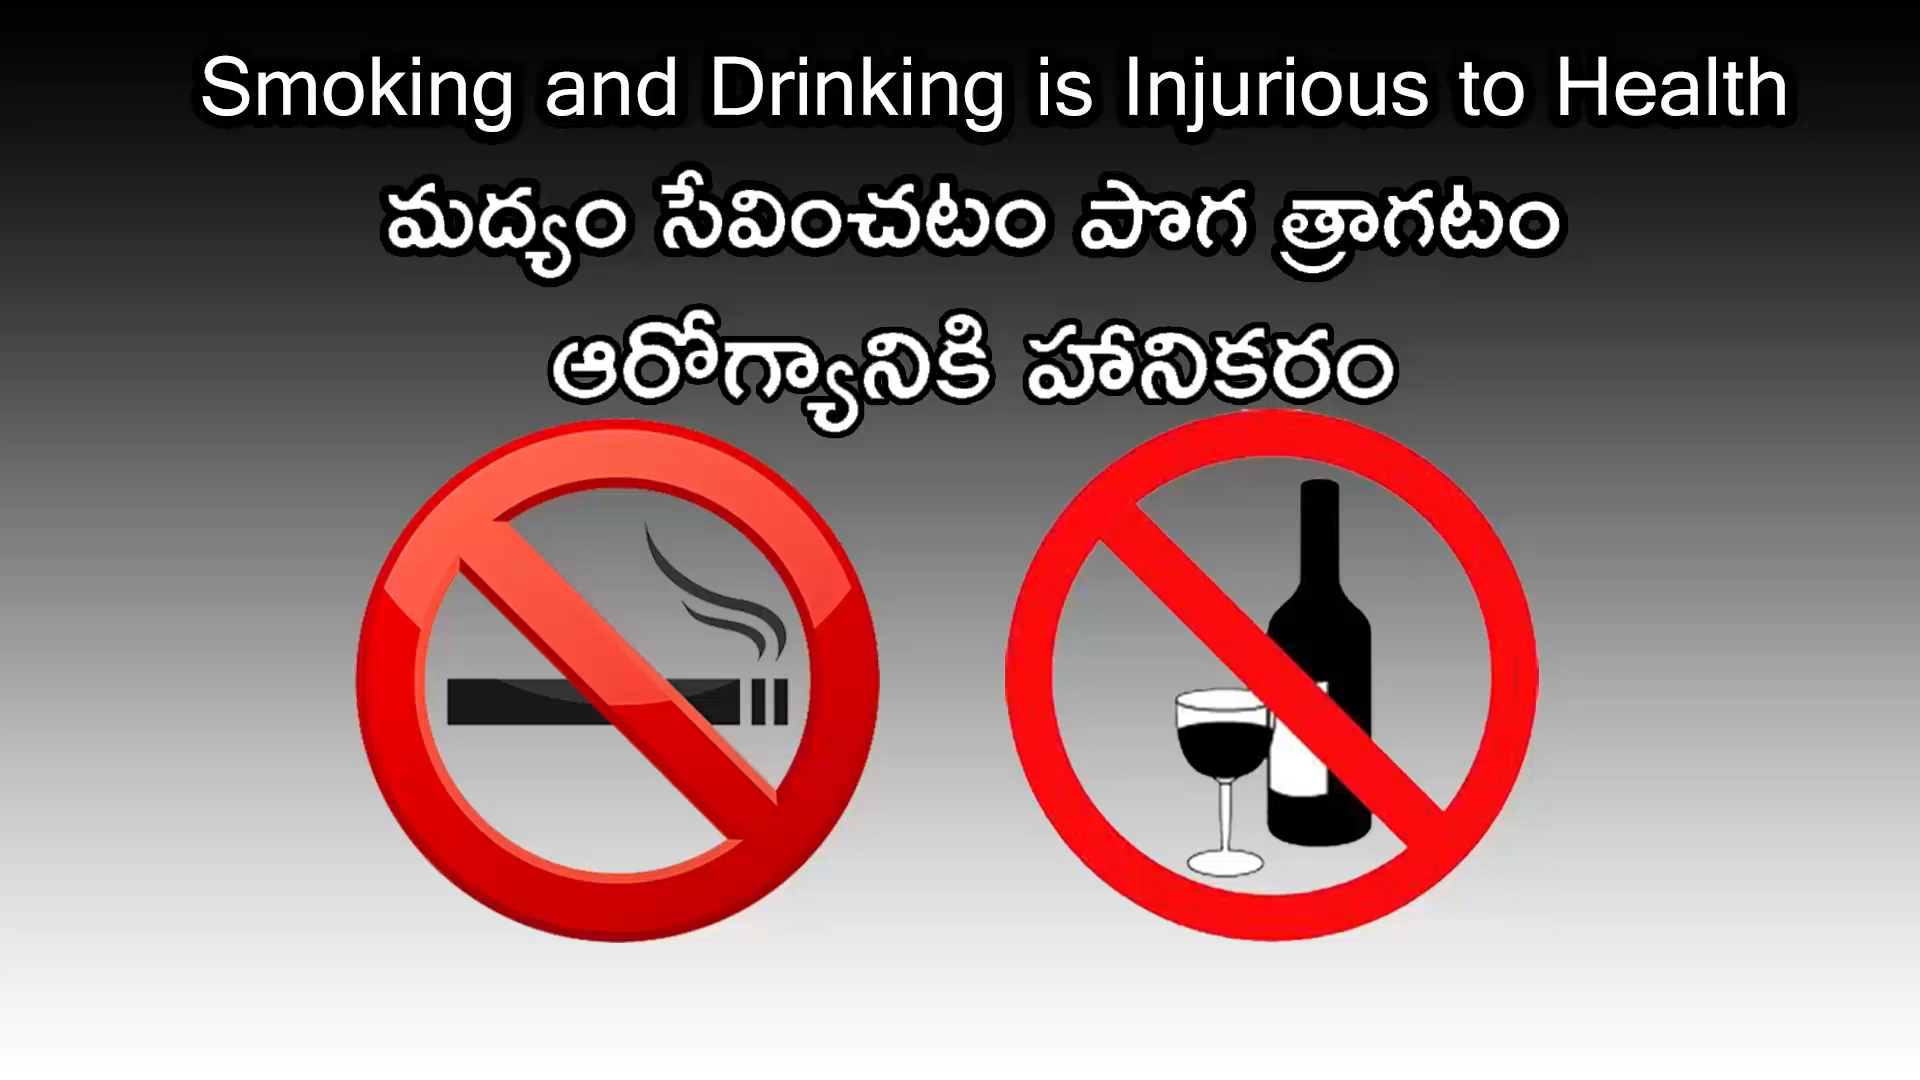 Smoking and Drinking is Injurious to Health
మద్యం సేవించటం పొగ త్రాగటం
ఆరోగ్యానికి హానికరం